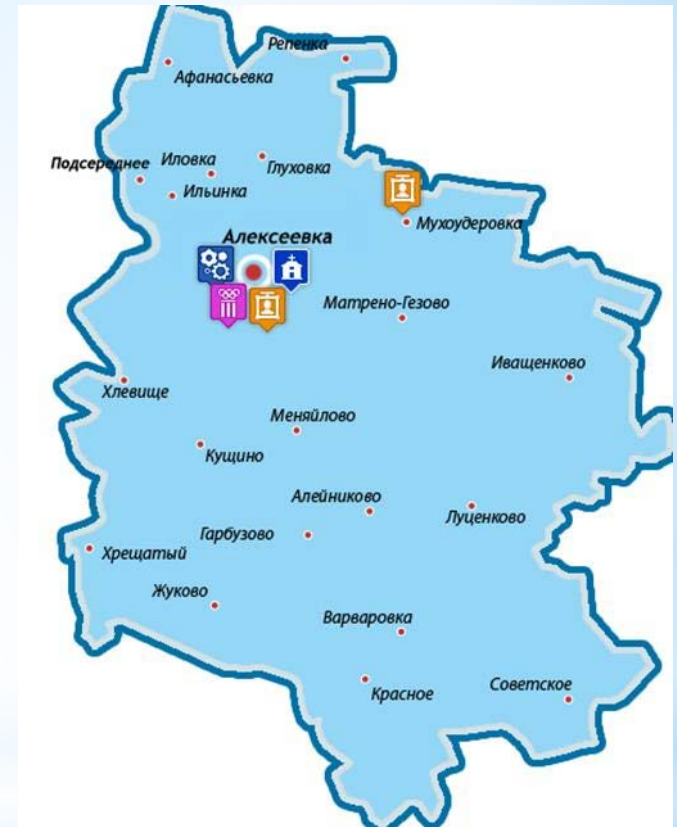 Репенка
Афанасьевка
Подсереднее
Иловка
Глуховка
Ильинка
Мухоудеровка
Алексеевка
Матрено-Гезово
Иващенково
Хлевище
Меняйлово
Кущино
Алейниково
Луценково
Гарбузово
Хрещатый
Жуково
Варваровка
Красное
Советское